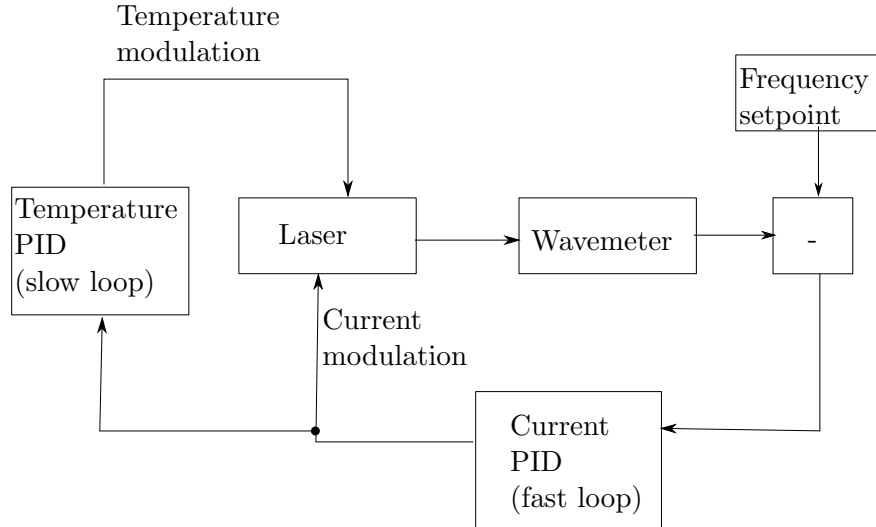 Temperature
modulation
Frequency
setpoint
Temperature
PID
(slow loop)
Laser
Wavemeter
-
Current
modulation
Current
PID
(fast loop)